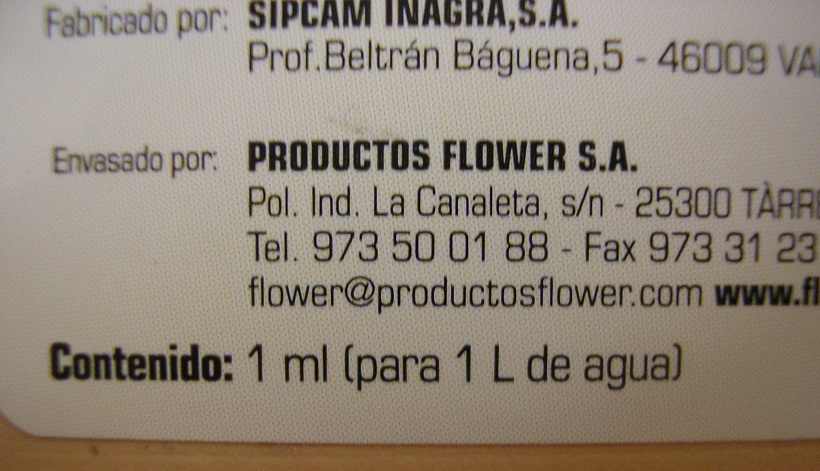 Fabricado por: SIPCAM INAGRA,S.A.
Prof.Beltrán Báguena,5 - 46009
Envasado por: PRODUCTOS FLOWER S.A.
Pol. Ind. La Canaleta, s/n - 25300
Tel. 973 50 01 88 - Fax 973 31 23
flower@productosflower.com
Contenido: 1 ml (para 1 L de agua)